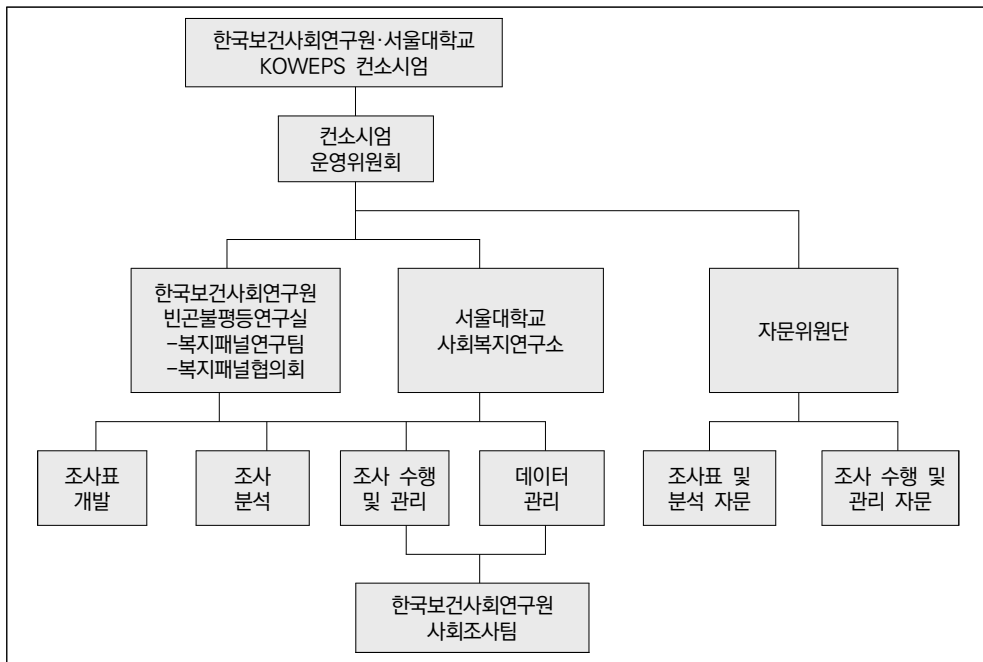 한국보건사회연구원·서울대학교
KOWEPS 컨소시엄
컨소시엄
운영위원회
한국보건사회연구원
빈곤불평등연구실
-복지패널연구팀
-복지패널협의회
서울대학교
사회복지연구소
자문위원단
조사표
개발
조사
분석
조사 수행
및 관리
데이터
관리
조사표 및
분석 자문
조사 수행 및
관리 자문
한국보건사회연구원
사회조사팀